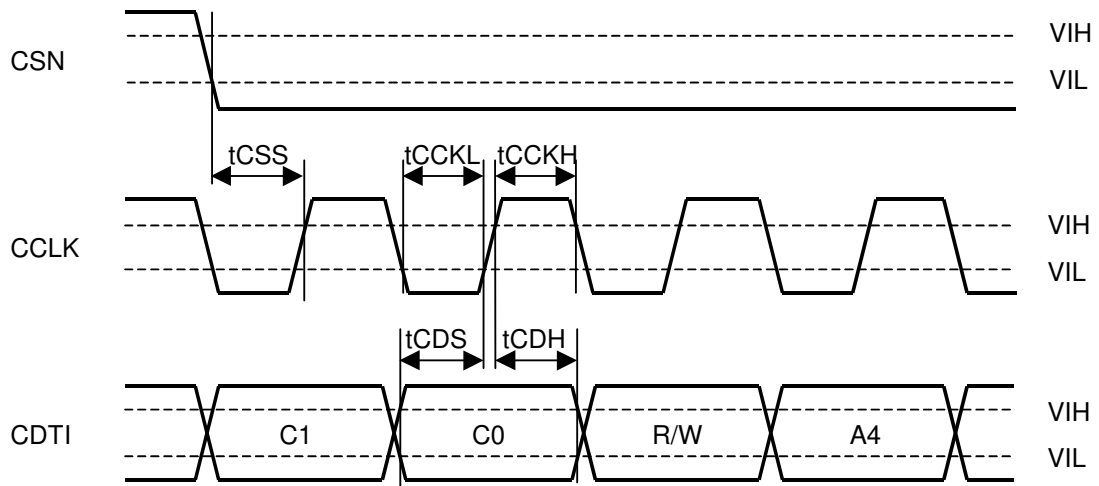 VIH
CSN
VIL
tCSS tCCKL tCCKH
VIH
CCLK
VIL
tCDS tCDH
VIH
CDTI C1 C0 R/W A4
VIL